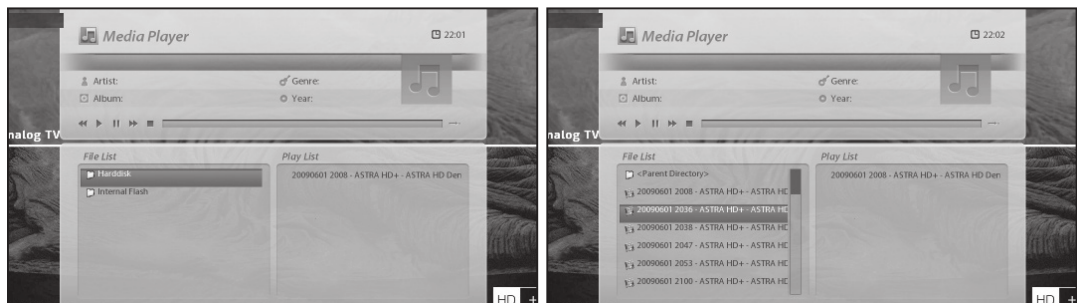 Media Player
22:01
Artist:
Genre:
Album:
Year:
nalog TV
File List
Play List
Harddisk
20090601 2008 - ASTRA HD+ - ASTRA HD Den
Internal Flash
HD +
Media Player
22:02
Artist:
Genre:
Album:
Year:
nalog TV
File List
Play List
<Parent Directory>
20090601 2008 - ASTRA HD+ - ASTRA HD Den
20090601 2008 - ASTRA HD+ - ASTRA HD
20090601 2036 - ASTRA HD+ - ASTRA HD
20090601 2038 - ASTRA HD+ - ASTRA HD
20090601 2047 - ASTRA HD+ - ASTRA HD
20090601 2053 - ASTRA HD+ - ASTRA HD
20090601 2100 - ASTRA HD+ - ASTRA HD
HD +